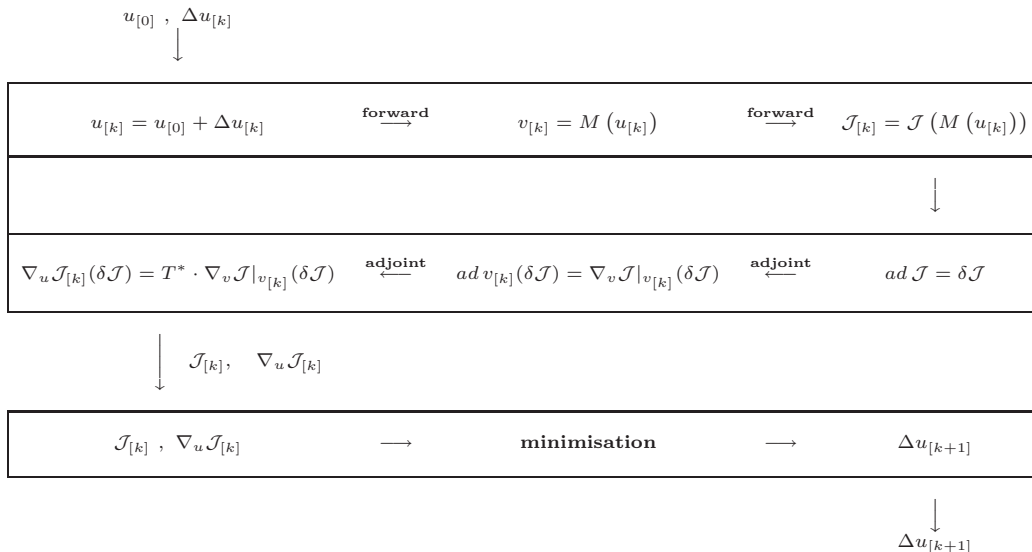 u_{[0]} , Δu_{[k]}
↓
u_{[k]} = u_{[0]} + Δu_{[k]} forward ⟶ v_{[k]} = M (u_{[k]}) forward ⟶ 𝒥_{[k]} = 𝒥 (M (u_{[k]}))
↓
∇_u 𝒥_{[k]}(δ𝒥) = T* · ∇_v 𝒥|_{v_{[k]}}(δ𝒥) adjoint ⟵ ad v_{[k]}(δ𝒥) = ∇_v 𝒥|_{v_{[k]}}(δ𝒥) adjoint ⟵ ad 𝒥 = δ𝒥
↓ 𝒥_{[k]}, ∇_u 𝒥_{[k]}
𝒥_{[k]} , ∇_u 𝒥_{[k]} ⟶ minimisation ⟶ Δu_{[k+1]}
↓
Δu_{[k+1]}